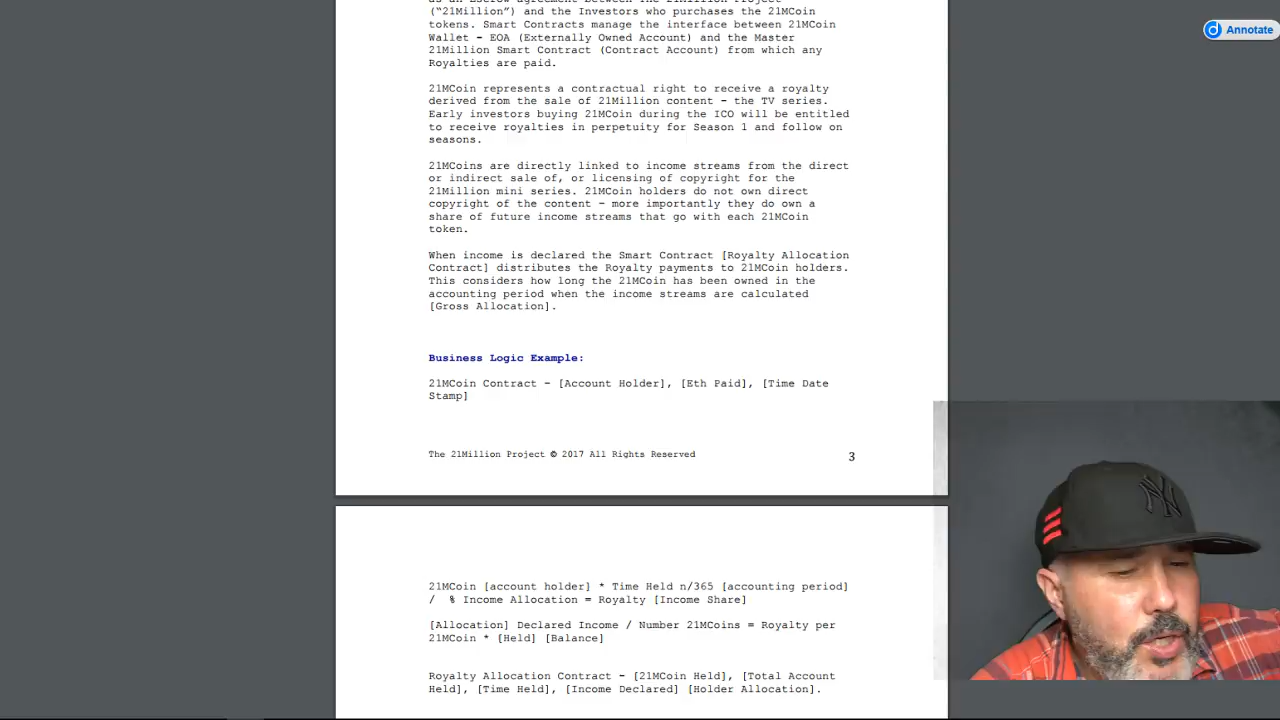 as an Escrow agreement between the 21Million Project
("21Million") and the Investors who purchases the 21MCoin
tokens. Smart Contracts manage the interface between 21MCoin
Wallet – EOA (Externally Owned Account) and the Master
21Million Smart Contract (Contract Account) from which any
Royalties are paid.
21MCoin represents a contractual right to receive a royalty
derived from the sale of 21Million content – the TV series.
Early investors buying 21MCoin during the ICO will be entitled
to receive royalties in perpetuity for Season 1 and follow on
seasons.
21MCoins are directly linked to income streams from the direct
or indirect sale of, or licensing of copyright for the
21Million mini series. 21MCoin holders do not own direct
copyright of the content – more importantly they do own a
share of future income streams that go with each 21MCoin
token.
When income is declared the Smart Contract [Royalty Allocation
Contract] distributes the Royalty payments to 21MCoin holders.
This considers how long the 21MCoin has been owned in the
accounting period when the income streams are calculated
[Gross Allocation].
Business Logic Example:
21MCoin Contract – [Account Holder], [Eth Paid], [Time Date
Stamp]
The 21Million Project © 2017 All Rights Reserved 3
21MCoin [account holder] * Time Held n/365 [accounting period]
/ % Income Allocation = Royalty [Income Share]
[Allocation] Declared Income / Number 21MCoins = Royalty per
21MCoin * [Held] [Balance]
Royalty Allocation Contract – [21MCoin Held], [Total Account
Held], [Time Held], [Income Declared] [Holder Allocation].
Annotate
NY